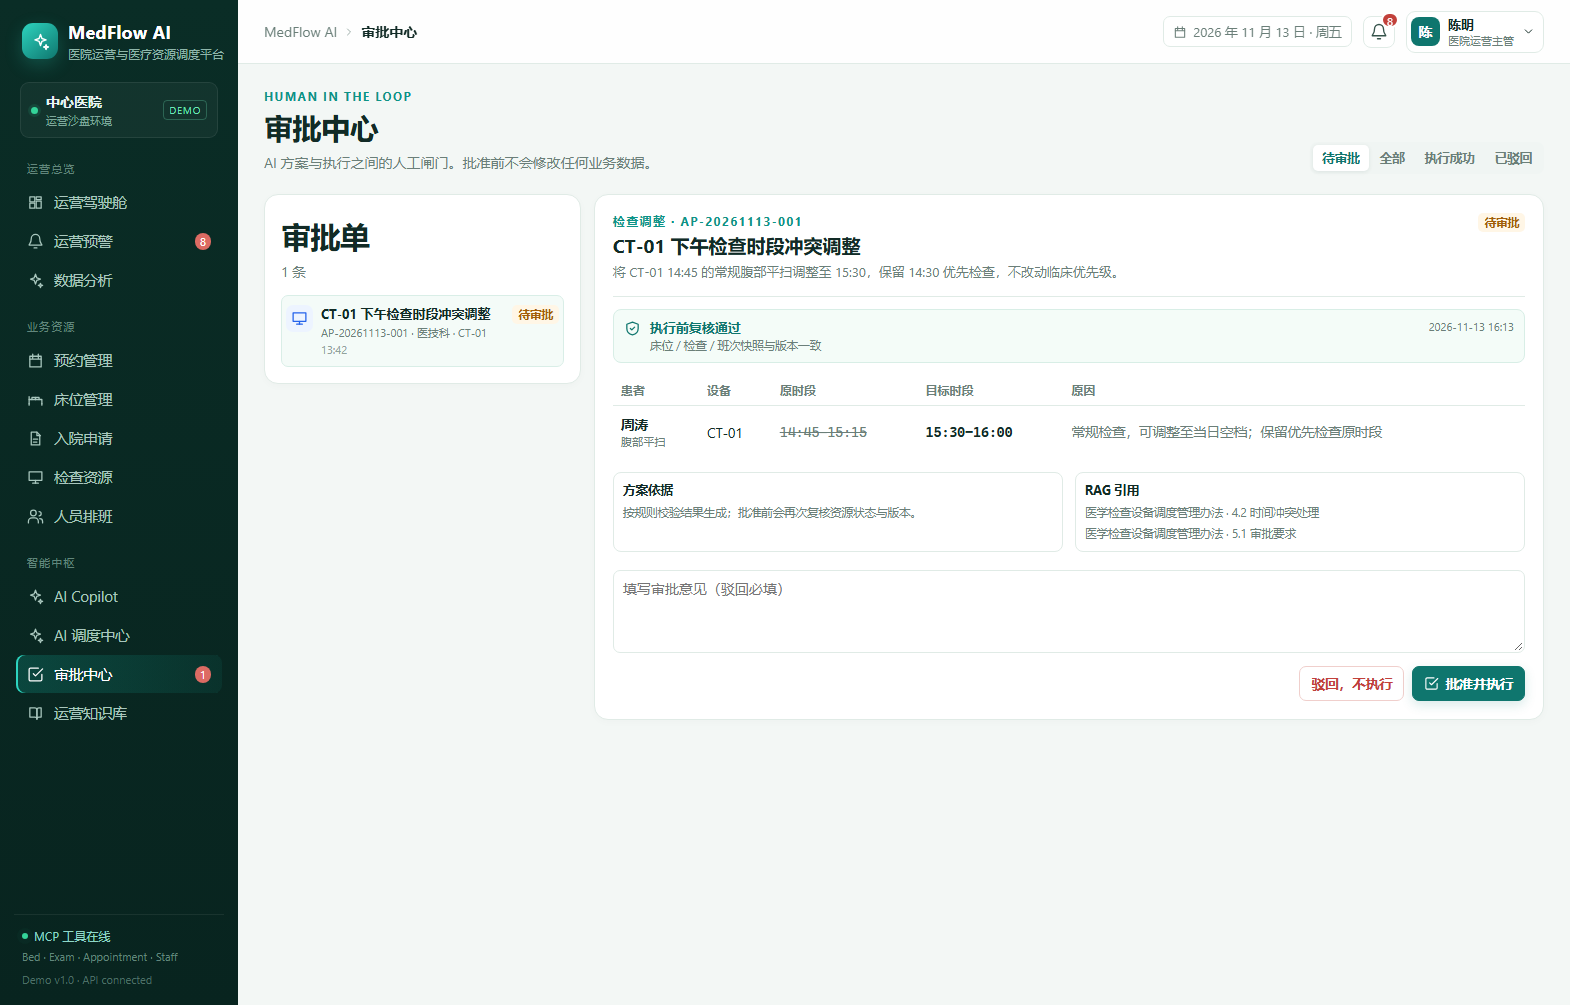 MedFlow AI
医院运营与医疗资源调度平台
中心医院
运营沙盘环境
DEMO
运营总览
运营驾驶舱
运营预警
8
数据分析
业务资源
预约管理
床位管理
入院申请
检查资源
人员排班
智能中枢
AI Copilot
AI 调度中心
审批中心
1
运营知识库
MCP 工具在线
Bed · Exam · Appointment · Staff
Demo v1.0 · API connected
MedFlow AI › 审批中心
2026 年 11 月 13 日 · 周五
8
陈
陈明
医院运营主管
HUMAN IN THE LOOP
审批中心
AI 方案与执行之间的人工闸门。批准前不会修改任何业务数据。
待审批 全部 执行成功 已驳回
审批单
1 条
CT-01 下午检查时段冲突调整 待审批
AP-20261113-001 · 医技科 · CT-01
13:42
检查调整 · AP-20261113-001
待审批
CT-01 下午检查时段冲突调整
将 CT-01 14:45 的常规腹部平扫调整至 15:30，保留 14:30 优先检查，不改动临床优先级。
执行前复核通过
2026-11-13 16:13
床位 / 检查 / 班次快照与版本一致
患者 设备 原时段 目标时段 原因
周涛
腹部平扫
CT-01 14:45–15:15 15:30–16:00 常规检查，可调整至当日空档；保留优先检查原时段
方案依据
按规则校验结果生成；批准前会再次复核资源状态与版本。
RAG 引用
医学检查设备调度管理办法 · 4.2 时间冲突处理
医学检查设备调度管理办法 · 5.1 审批要求
填写审批意见（驳回必填）
驳回，不执行 批准并执行